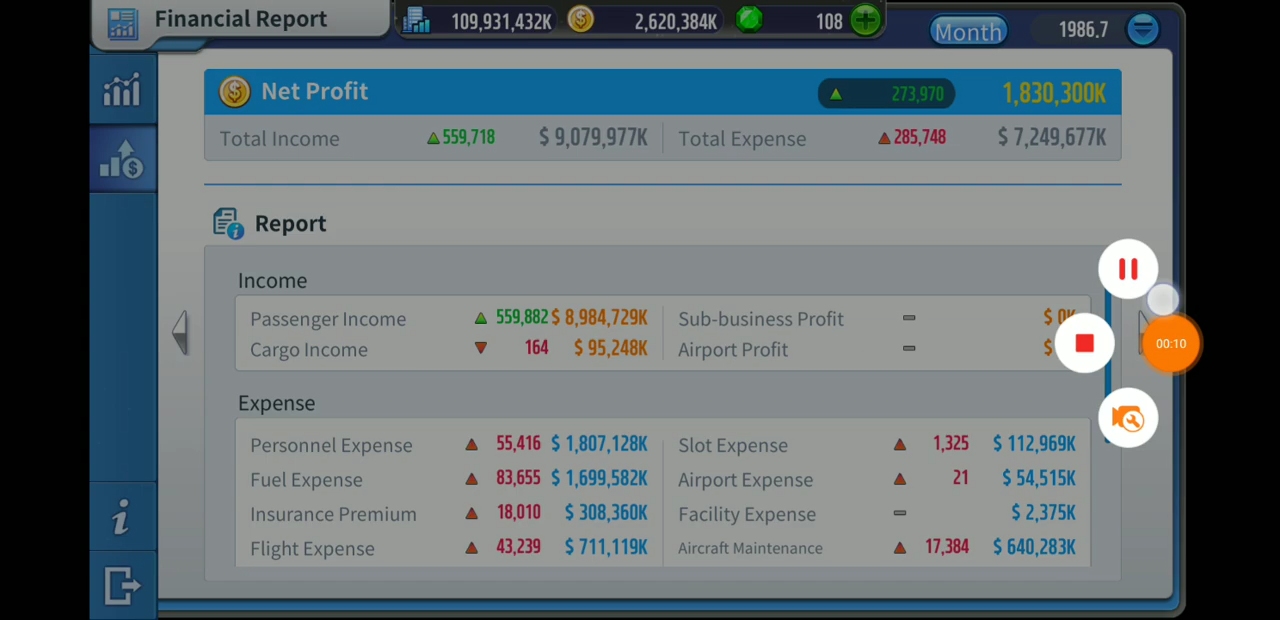 Financial Report 109,931,432K 2,620,384K 108 Month 1986.7
Net Profit 273,970 1,830,300K
Total Income 559,718 $ 9,079,977K Total Expense 285,748 $ 7,249,677K
Report
Income
Passenger Income 559,882 $ 8,984,729K Sub-business Profit $ 0K
Cargo Income 164 $ 95,248K Airport Profit $
00:10
Expense
Personnel Expense 55,416 $ 1,807,128K Slot Expense 1,325 $ 112,969K
Fuel Expense 83,655 $ 1,699,582K Airport Expense 21 $ 54,515K
Insurance Premium 18,010 $ 308,360K Facility Expense $ 2,375K
Flight Expense 43,239 $ 711,119K Aircraft Maintenance 17,384 $ 640,283K